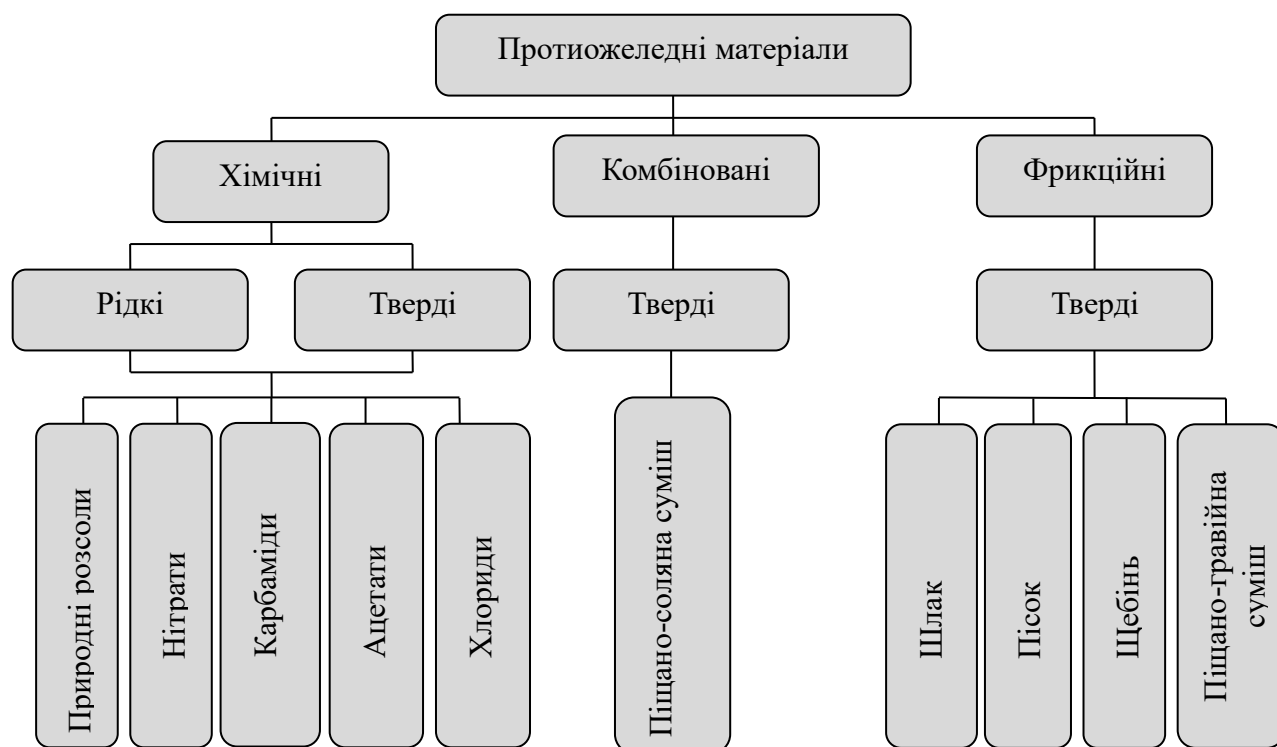 Протиожеледні матеріали
Хімічні
Комбіновані
Фрикційні
Рідкі
Тверді
Тверді
Тверді
Природні розсоли
Нітрати
Карбаміди
Ацетати
Хлориди
Піщано-соляна суміш
Шлак
Пісок
Щебінь
Піщано-гравійна
суміш